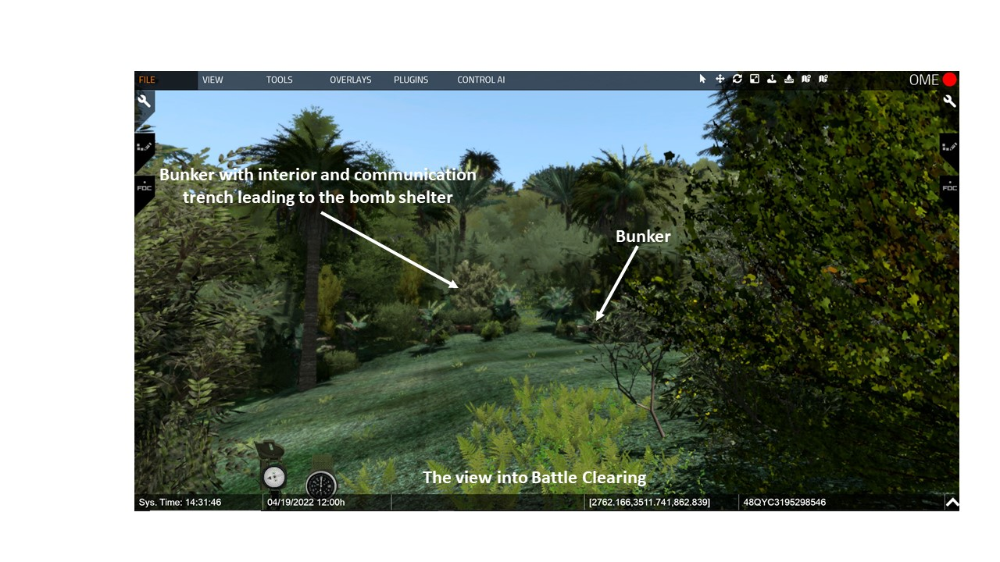 FILE
VIEW
TOOLS
OVERLAYS
PLUGINS
CONTROL AI
OME
Bunker with interior and communication
trench leading to the bomb shelter
FDC
FDC
Bunker
The view into Battle Clearing
Sys. Time: 14:31:46
04/19/2022 12:00h
[2762.166,3511.741,862.839]
48QYC3195298546